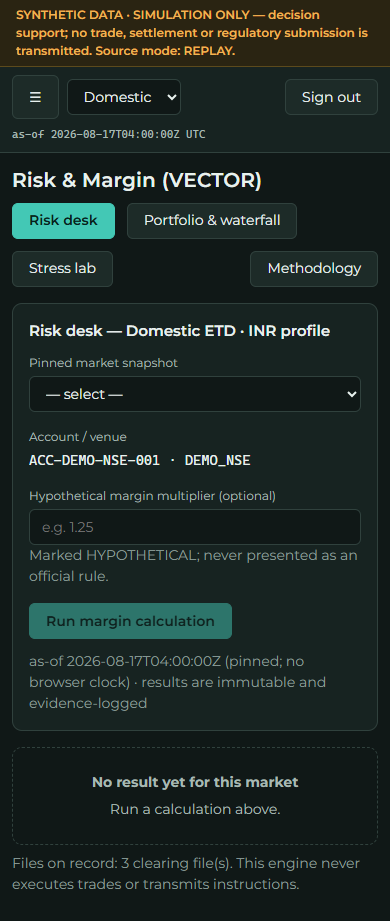 SYNTHETIC DATA · SIMULATION ONLY — decision
support; no trade, settlement or regulatory submission is
transmitted. Source mode: REPLAY.
☰ Domestic Sign out
as-of 2026-08-17T04:00:00Z UTC
Risk & Margin (VECTOR)
Risk desk Portfolio & waterfall
Stress lab Methodology
Risk desk — Domestic ETD · INR profile
Pinned market snapshot
— select —
Account / venue
ACC-DEMO-NSE-001 · DEMO_NSE
Hypothetical margin multiplier (optional)
e.g. 1.25
Marked HYPOTHETICAL; never presented as an
official rule.
Run margin calculation
as-of 2026-08-17T04:00:00Z (pinned; no
browser clock) · results are immutable and
evidence-logged
No result yet for this market
Run a calculation above.
Files on record: 3 clearing file(s). This engine never
executes trades or transmits instructions.